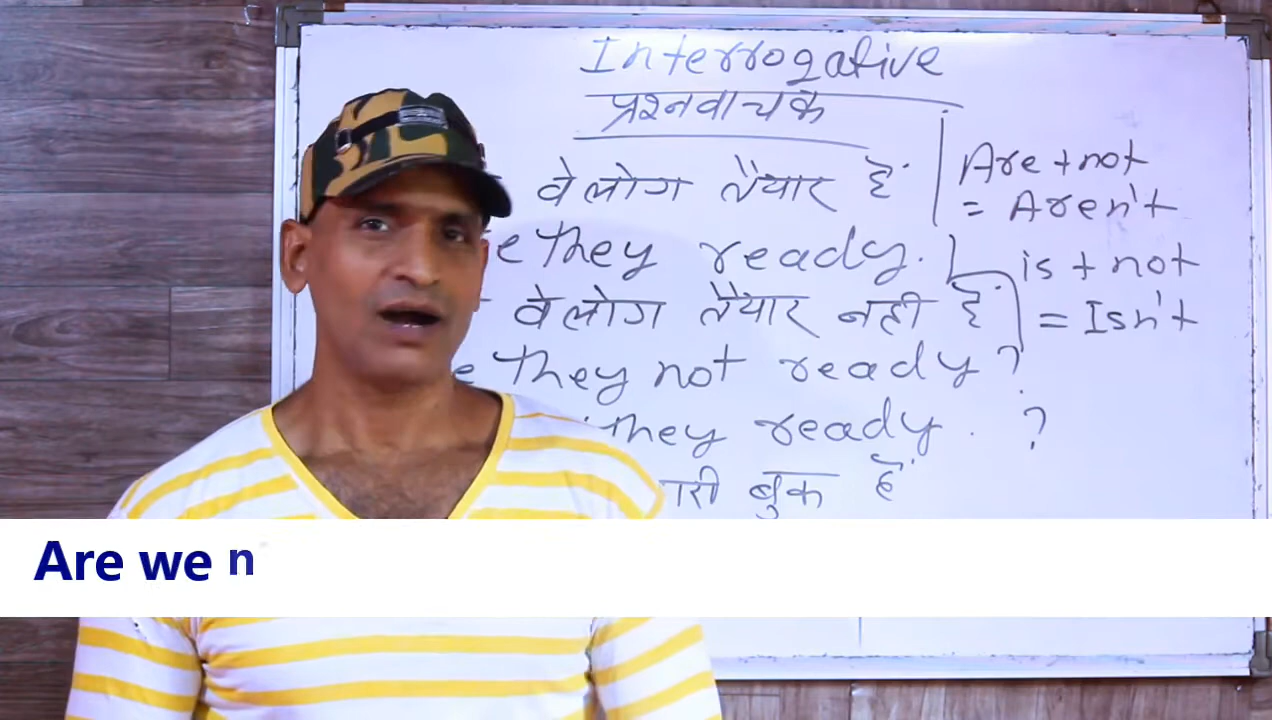 Interrogative
प्रश्नवाचक
वे लोग तैयार हैं
Are + not
= Aren't
they ready.
is + not
= Isn't
वे लोग तैयार नही हैं
they not ready?
they ready. ?
बुक है
Are we n